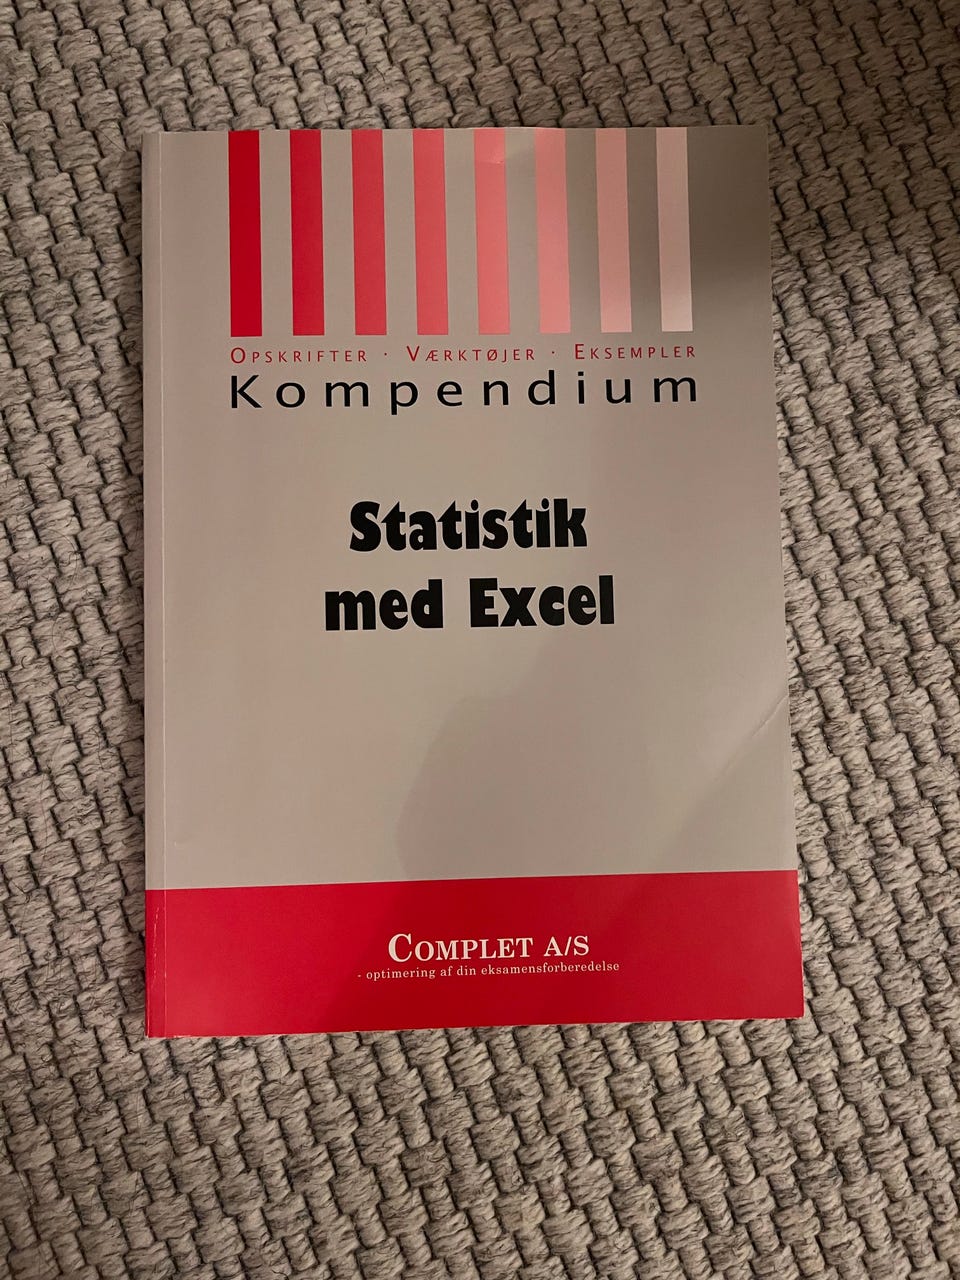 OPSKRIFTER · VÆRKTØJER · EKSEMPLER
Kompendium
Statistik
med Excel
COMPLET A/S
- optimering af din eksamensforberedelse